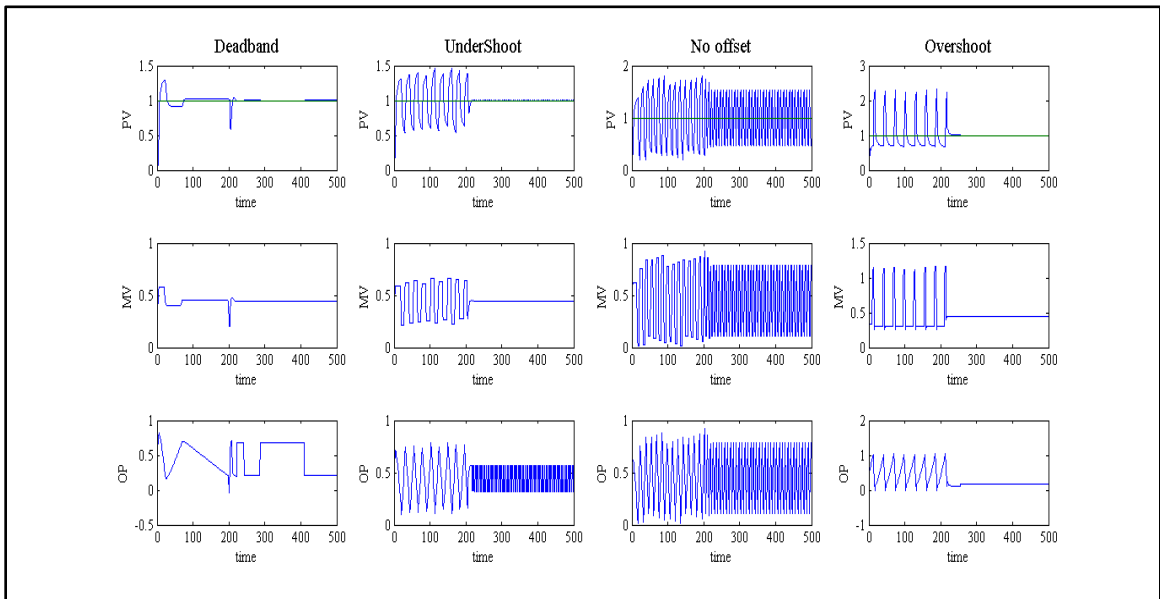 Deadband UnderShoot No offset Overshoot
1.5 1.5 2 3
PV 1 PV 1 PV PV 2
1
0.5 0.5 1
0 0 0 0
0 100 200 300 400 500 0 100 200 300 400 500 0 100 200 300 400 500 0 100 200 300 400 500
time time time time
1 1 1 1.5
1
MV 0.5 MV 0.5 MV 0.5 MV
0.5
0 0 0 0
0 100 200 300 400 500 0 100 200 300 400 500 0 100 200 300 400 500 0 100 200 300 400 500
time time time time
1 1 1 2
0.5 1
OP OP 0.5 OP 0.5 OP
0 0
-0.5 0 0 -1
0 100 200 300 400 500 0 100 200 300 400 500 0 100 200 300 400 500 0 100 200 300 400 500
time time time time